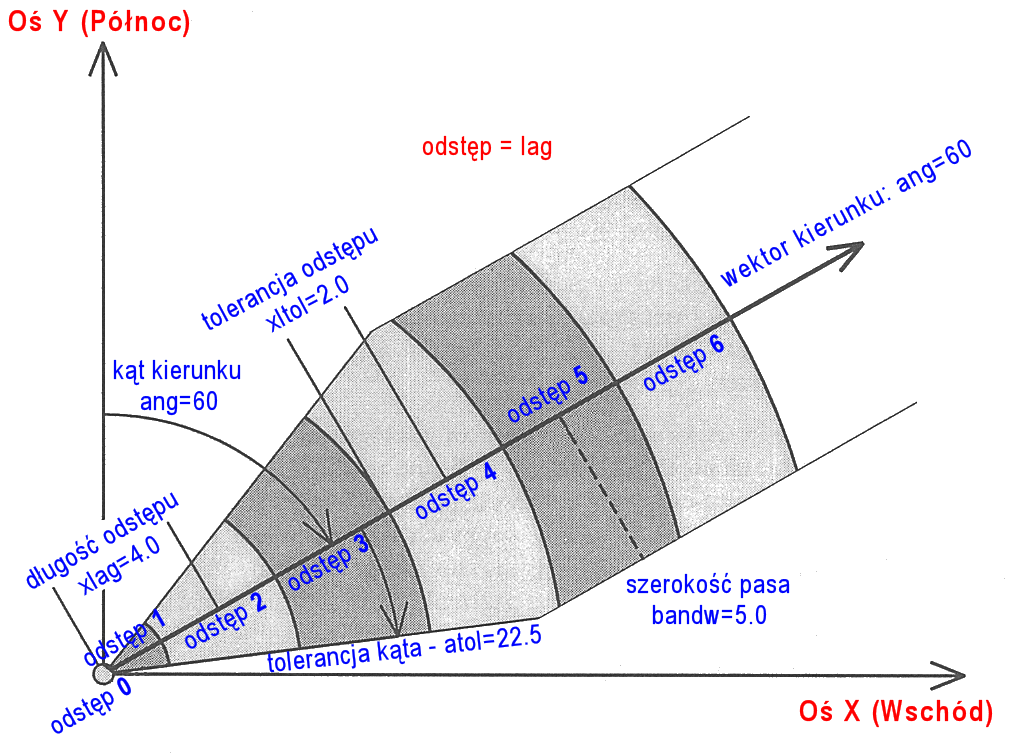 Oś Y (Północ)
odstęp = lag
wektor kierunku: ang=60
tolerancja odstępu
xltol=2.0
kąt kierunku
ang=60
odstęp 6
odstęp 5
odstęp 4
długość odstępu
xlag=4.0
odstęp 3
odstęp 2
odstęp 1
odstęp 0
szerokość pasa
bandw=5.0
tolerancja kąta - atol=22.5
Oś X (Wschód)